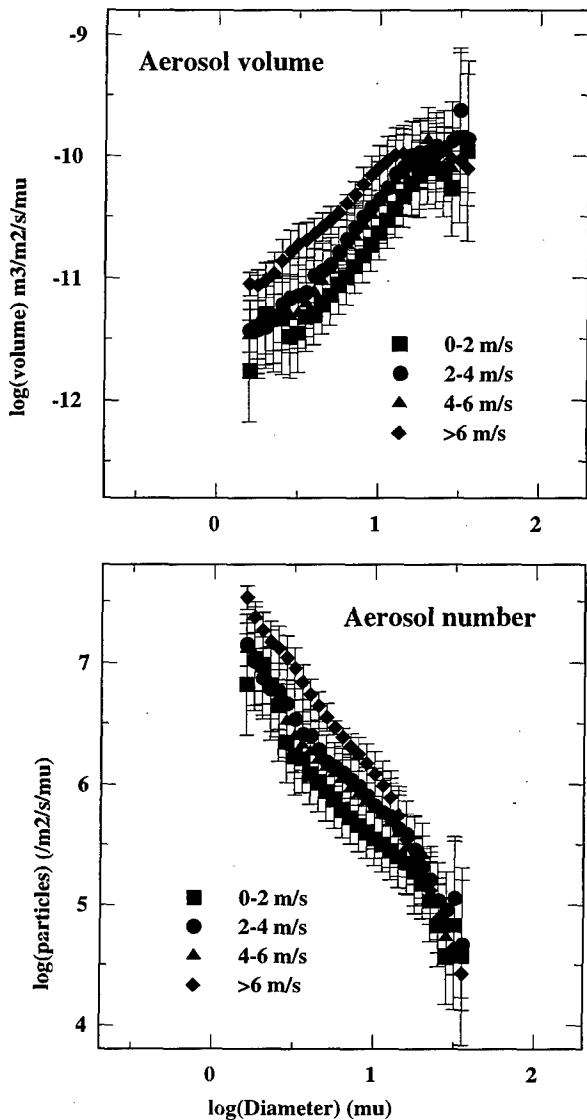 -9
Aerosol volume
-10
-11
-12
log(volume) m3/m2/s/mu
0-2 m/s
2-4 m/s
4-6 m/s
>6 m/s
0
1
2
Aerosol number
7
6
5
4
log(particles) (/m2/s/mu)
0-2 m/s
2-4 m/s
4-6 m/s
>6 m/s
0
1
2
log(Diameter) (mu)